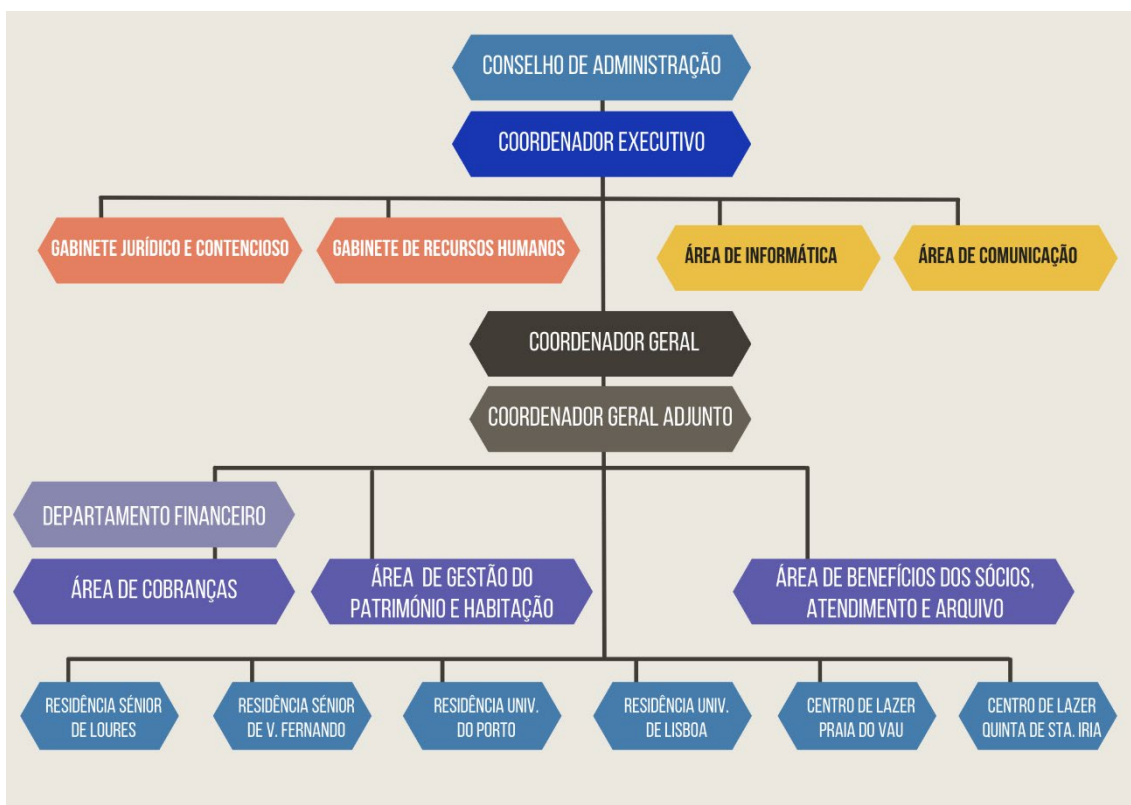 CONSELHO DE ADMINISTRAÇÃO
COORDENADOR EXECUTIVO
GABINETE JURÍDICO E CONTENCIOSO
GABINETE DE RECURSOS HUMANOS
ÁREA DE INFORMÁTICA
ÁREA DE COMUNICAÇÃO
COORDENADOR GERAL
COORDENADOR GERAL ADJUNTO
DEPARTAMENTO FINANCEIRO
ÁREA DE COBRANÇAS
ÁREA DE GESTÃO DO
PATRIMÓNIO E HABITAÇÃO
ÁREA DE BENEFÍCIOS DOS SÓCIOS,
ATENDIMENTO E ARQUIVO
RESIDÊNCIA SÉNIOR
DE LOURES
RESIDÊNCIA SÉNIOR
DE V. FERNANDO
RESIDÊNCIA UNIV.
DO PORTO
RESIDÊNCIA UNIV.
DE LISBOA
CENTRO DE LAZER
PRAIA DO VAU
CENTRO DE LAZER
QUINTA DE STA. IRIA